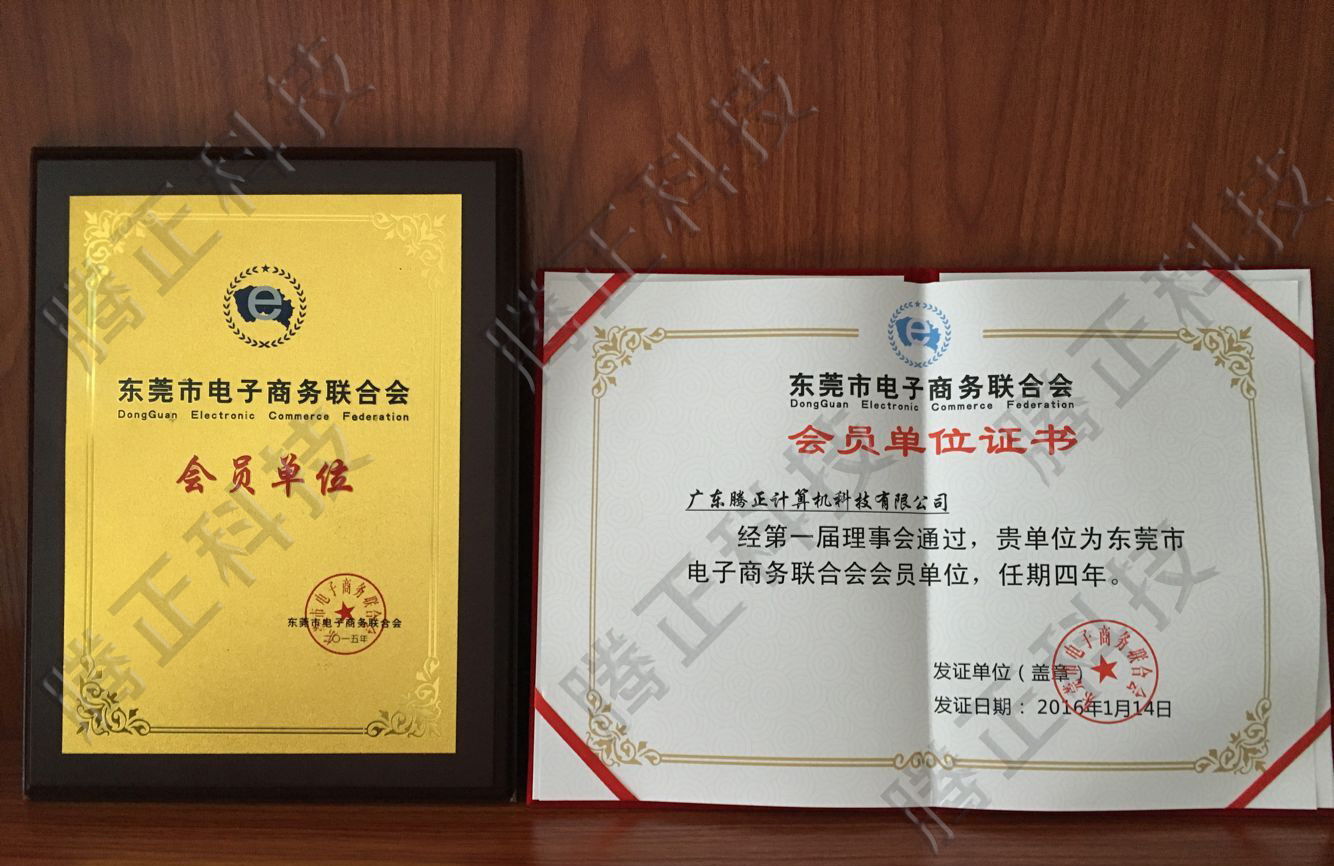 e
东莞市电子商务联合会
DongGuan Electronic Commerce Federation
会员单位
东莞市电子商务联合会
东莞市电子商务联合会
二〇一五年
e
东莞市电子商务联合会
DongGuan Electronic Commerce Federation
会员单位证书
广东腾正计算机科技有限公司
经第一届理事会通过，贵单位为东莞市
电子商务联合会会员单位，任期四年。
发证单位（盖章）
东莞市电子商务联合会
发证日期： 2016年1月14日
腾正科技
腾正科技
腾正科技
腾正科技
腾正科技
腾正科技